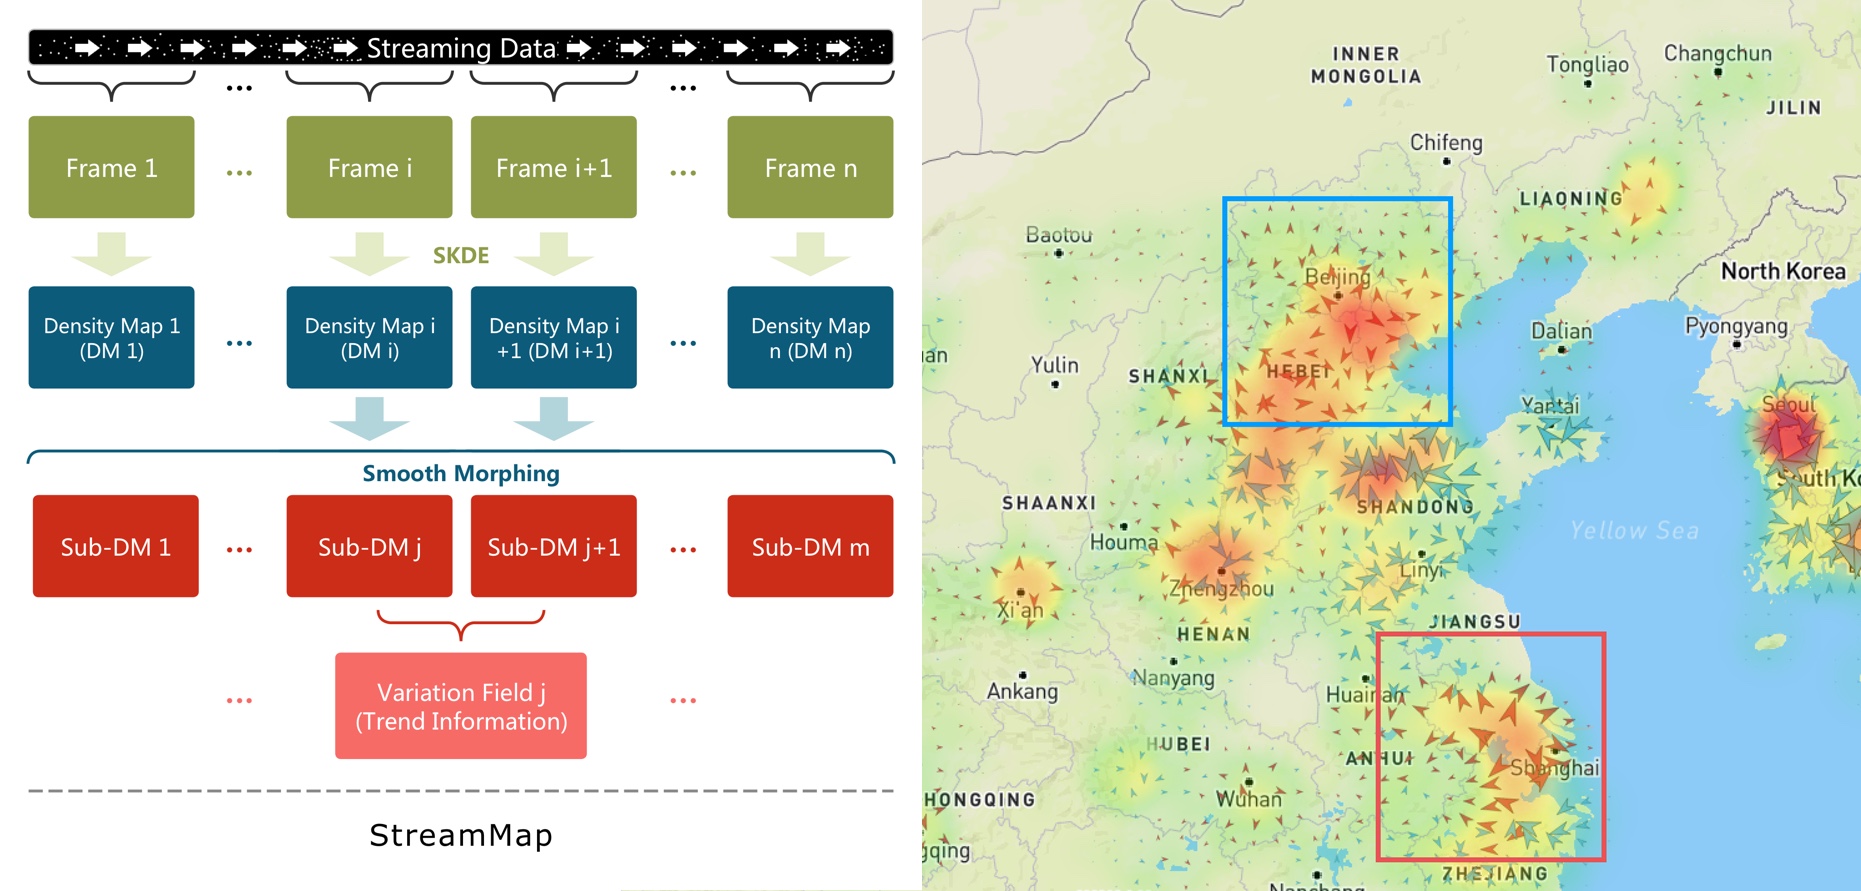 Streaming Data
... ...
Frame 1 ... Frame i Frame i+1 ... Frame n
SKDE
Density Map 1
(DM 1)
...
Density Map i
(DM i)
Density Map i
+1 (DM i+1)
...
Density Map
n (DM n)
Smooth Morphing
Sub-DM 1 ... Sub-DM j Sub-DM j+1 ... Sub-DM m
...
Variation Field j
(Trend Information)
...
StreamMap
INNER
MONGOLIA
Tongliao
Changchun
JILIN
Chifeng
LIAONING
Baotou
Beijing
North Korea
Dalian
Pyongyang
an
Yulin
SHANXI
HEBEI
Yantai
Seoul
South Ko
SHAANXI
SHANDONG
Yellow Sea
Houma
Linyi
Zhengzhou
Xi'an
JIANGSU
HENAN
Ankang
Nanyang
Huainan
HUBEI
ANHUI
Shanghai
HONGQING
Wuhan
gqing
ZHEJIANG
Nanchang